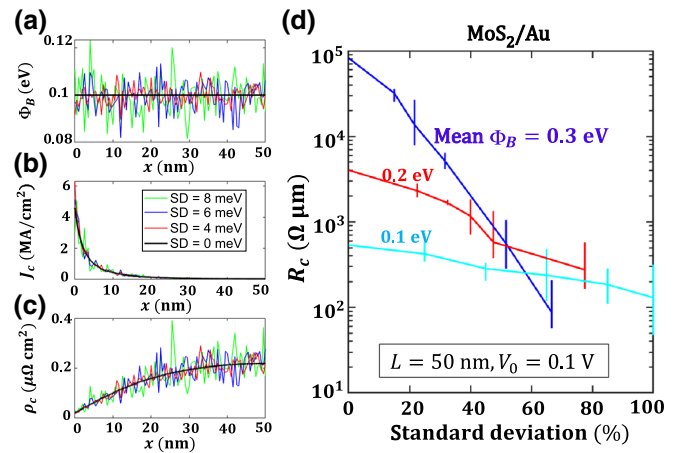 (a)
0.12
0.1
0.08
Φ_B (eV)
0 10 20 30 40 50
x (nm)
(b)
6
4
2
0
J_c (MA/cm²)
SD = 8 meV
SD = 6 meV
SD = 4 meV
SD = 0 meV
0 10 20 30 40 50
x (nm)
(c)
0.4
0.2
0.0
ρ_c (μΩ cm²)
0 10 20 30 40 50
x (nm)
(d)
MoS₂/Au
10⁵
10⁴
10³
10²
10¹
R_c (Ω μm)
Mean Φ_B = 0.3 eV
0.2 eV
0.1 eV
L = 50 nm, V₀ = 0.1 V
0 20 40 60 80 100
Standard deviation (%)